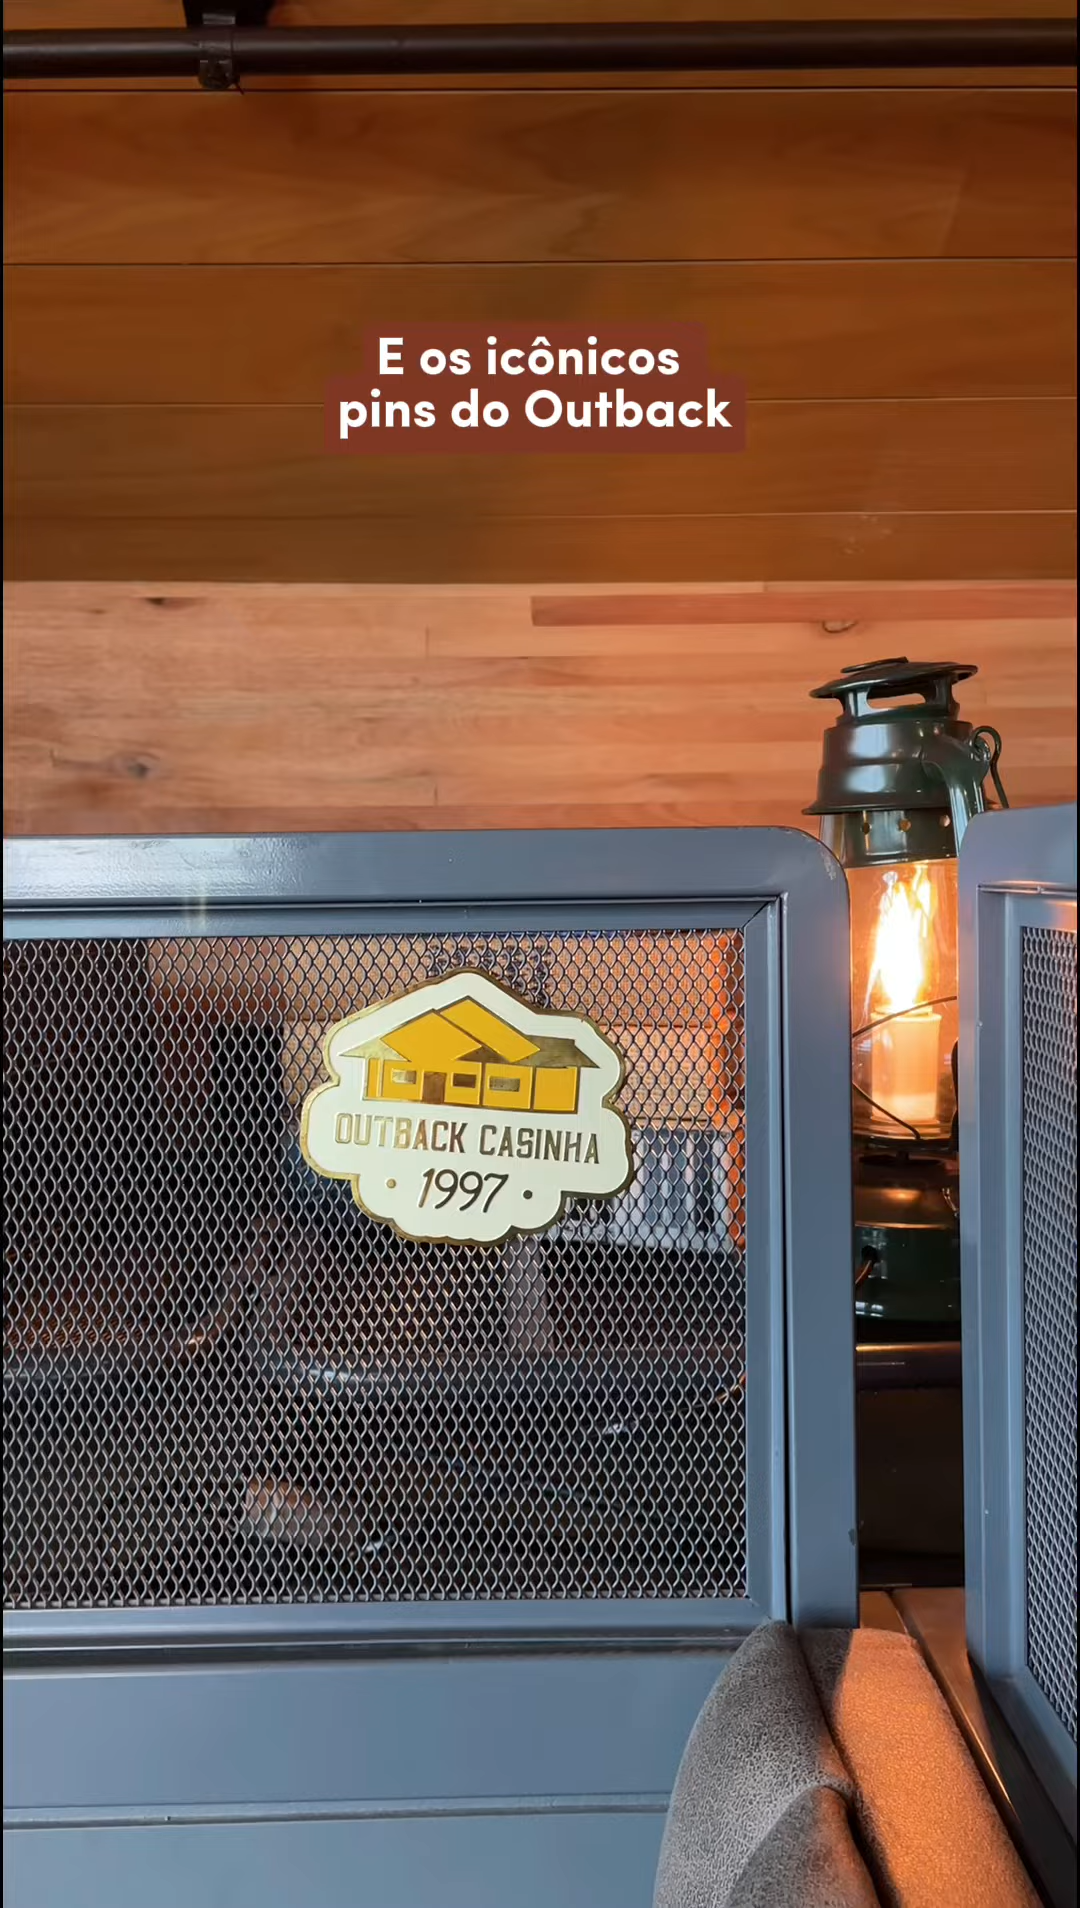 E os icônicos
pins do Outback
OUTBACK CASINHA
• 1997 •